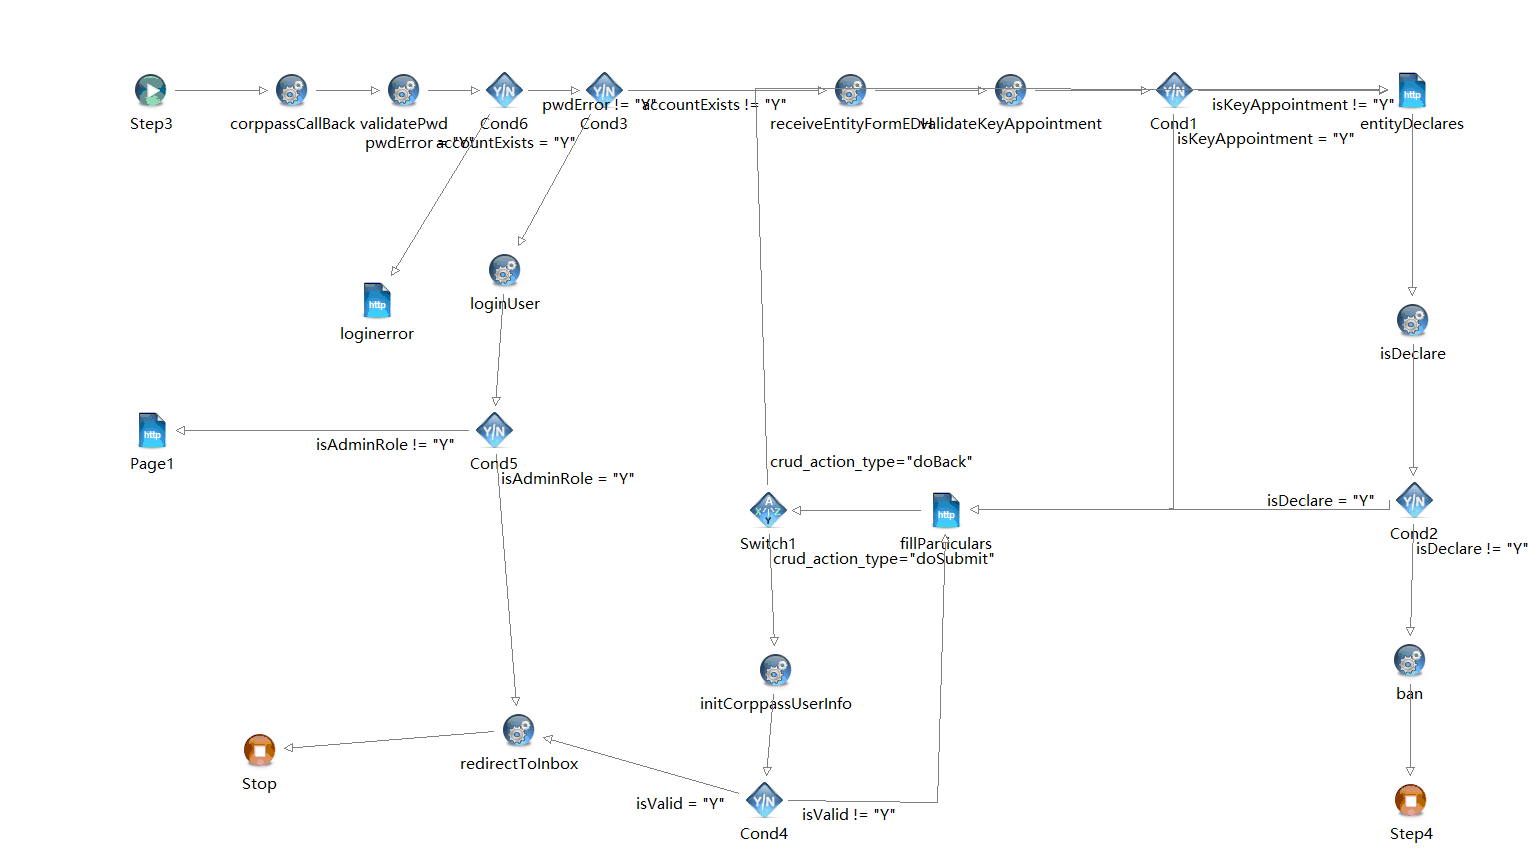 Step3
corppassCallBack
validatePwd
Y/N
Cond6
pwdError != "Y"
Y/N
Cond3
accountExists != "Y"
receiveEntityFormEDH
validateKeyAppointment
Y/N
Cond1
isKeyAppointment != "Y"
http
entityDeclares
pwdError = "Y"
accountExists = "Y"
isKeyAppointment = "Y"
loginUser
http
loginerror
isDeclare
http
Page1
isAdminRole != "Y"
Y/N
Cond5
isAdminRole = "Y"
crud_action_type="doBack"
A
X Z
Y
Switch1
http
fillParticulars
crud_action_type="doSubmit"
isDeclare = "Y"
Y/N
Cond2
isDeclare != "Y"
initCorppassUserInfo
ban
redirectToInbox
Stop
isValid = "Y"
Y/N
Cond4
isValid != "Y"
Step4